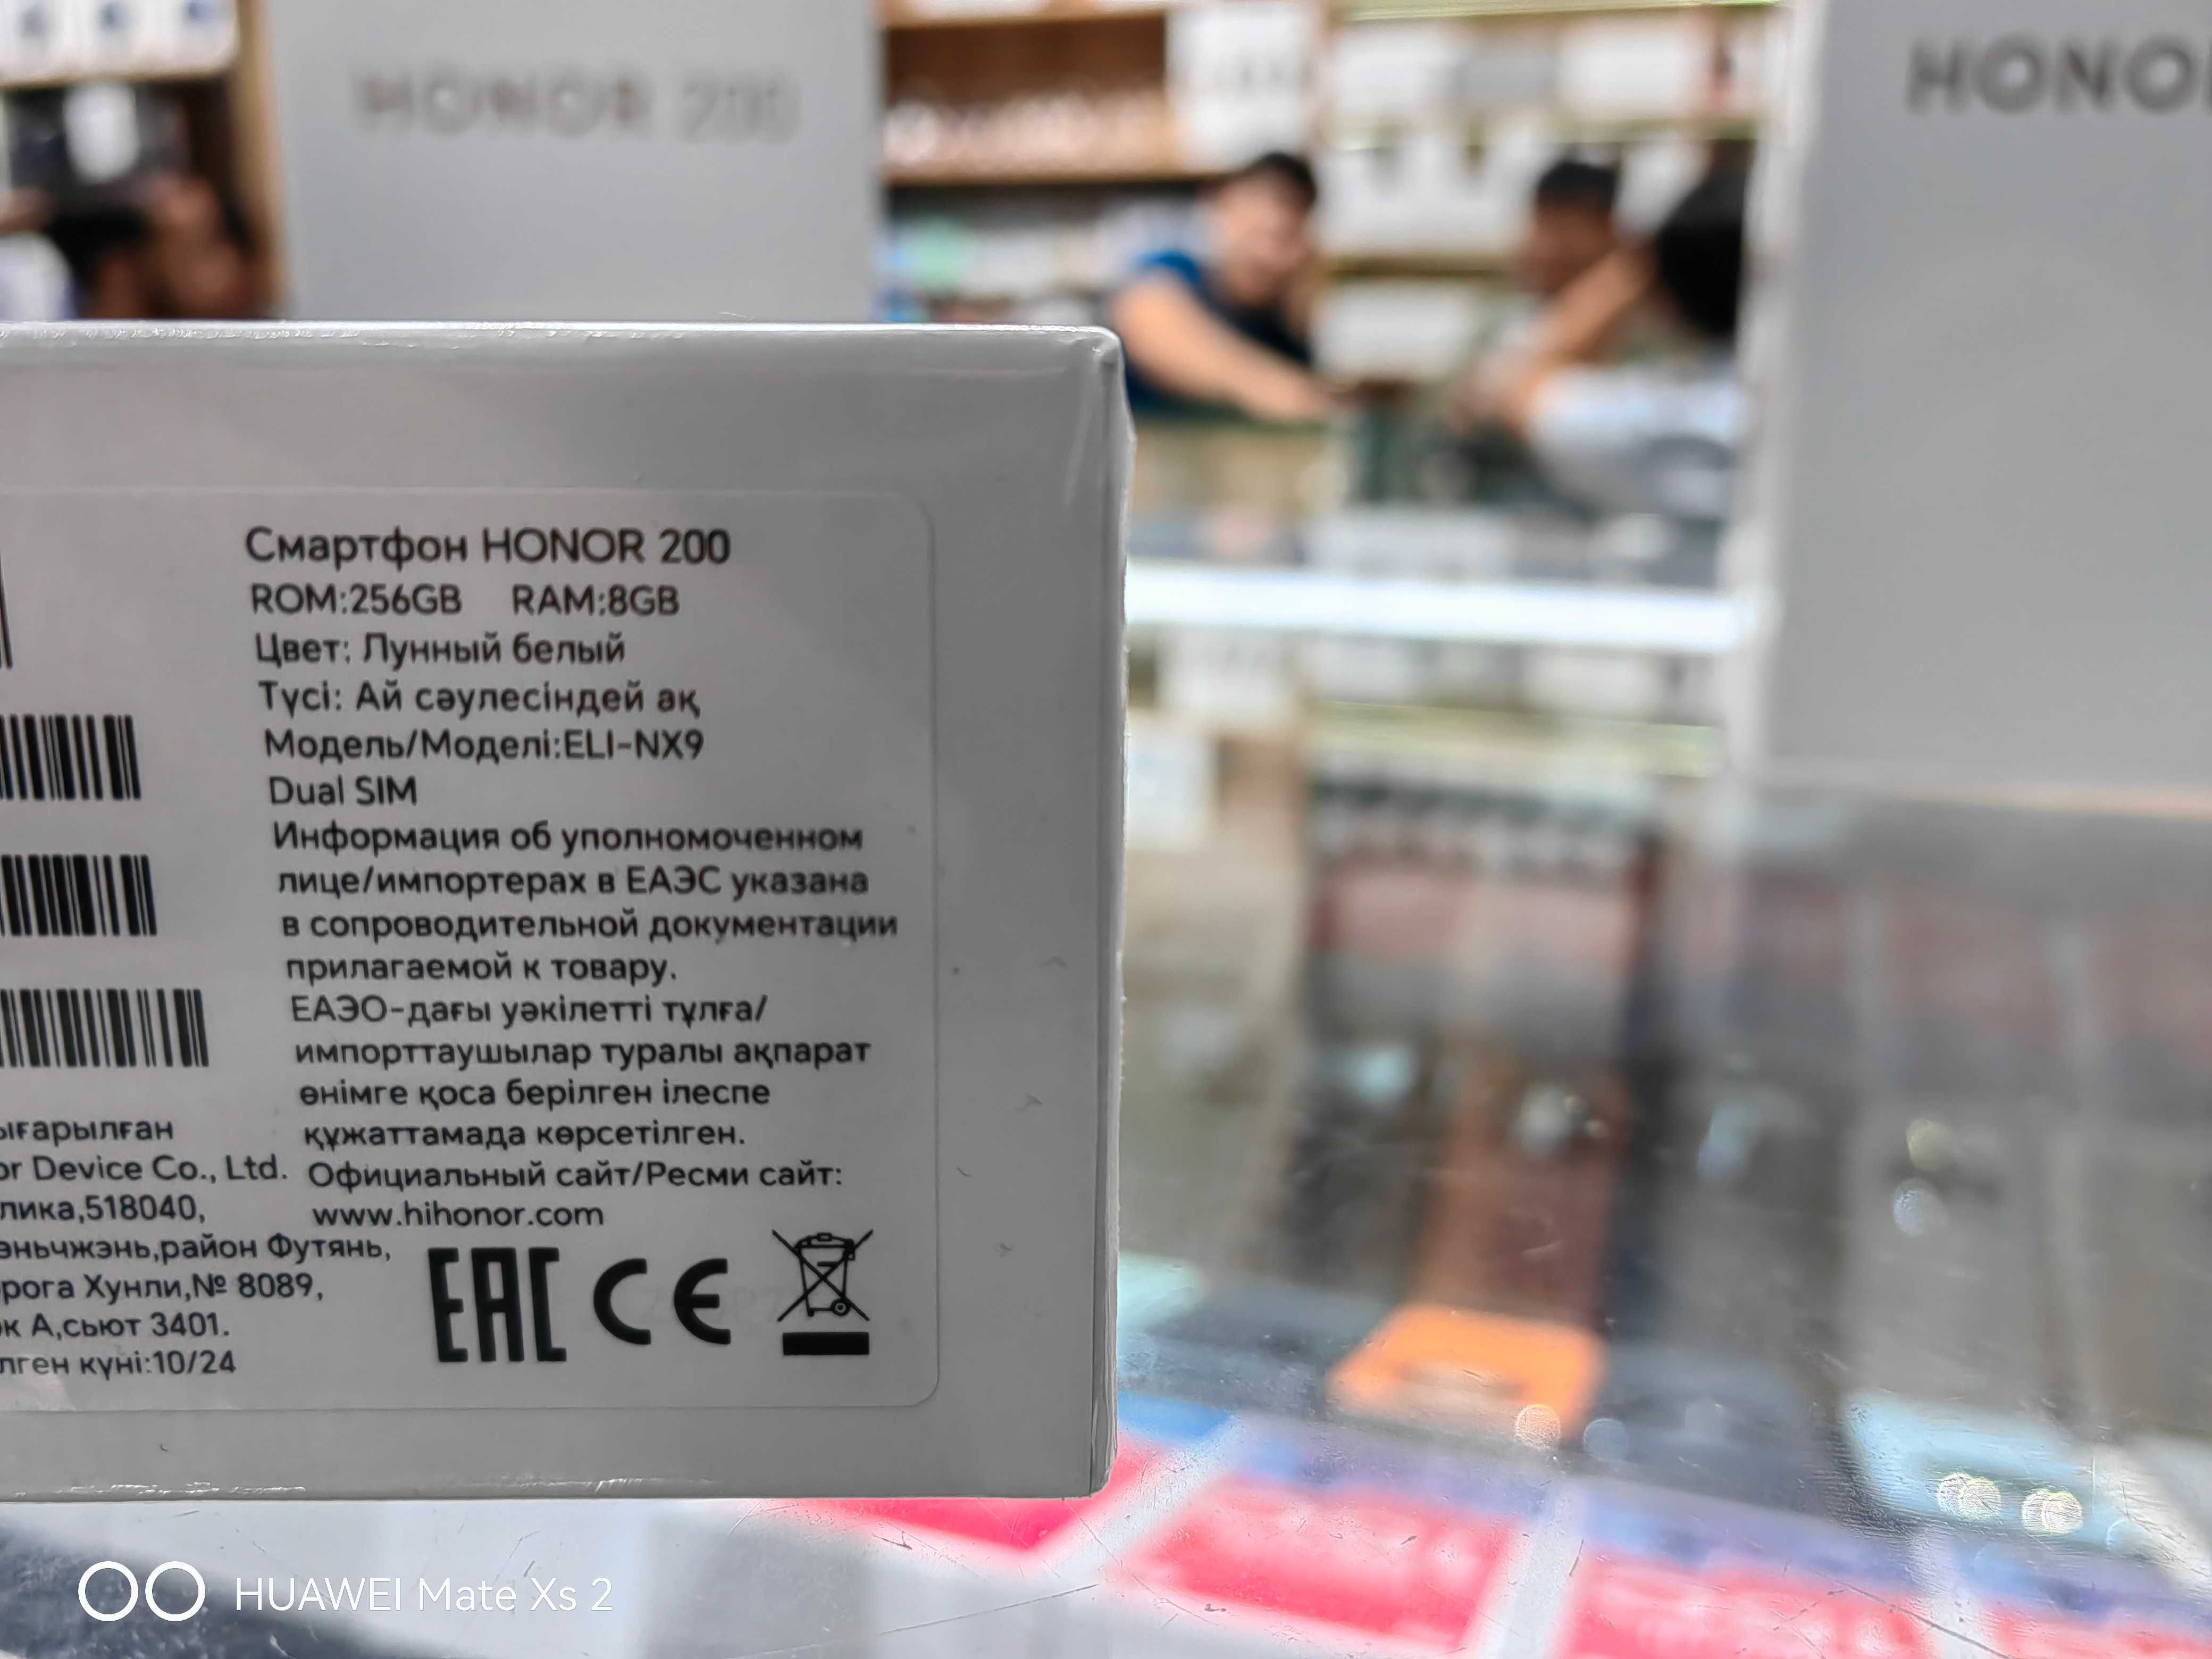 HONOR 200
HONOR
Смартфон HONOR 200
ROM:256GB RAM:8GB
Цвет: Лунный белый
Түсі: Ай сәулесіндей ақ
Модель/Моделі:ELI-NX9
Dual SIM
Информация об уполномоченном
лице/импортерах в ЕАЭС указана
в сопроводительной документации
прилагаемой к товару.
ЕАЭО-дағы уәкілетті тұлға/
импорттаушылар туралы ақпарат
өнімге қоса берілген ілеспе
құжаттамада көрсетілген.
Официальный сайт/Ресми сайт:
www.hihonor.com
ығарылған
or Device Co., Ltd.
лика,518040,
эньчжэнь,район Футянь,
рога Хунли,№ 8089,
ок А,сьют 3401.
лген күні:10/24
EAC CE
HUAWEI Mate Xs 2